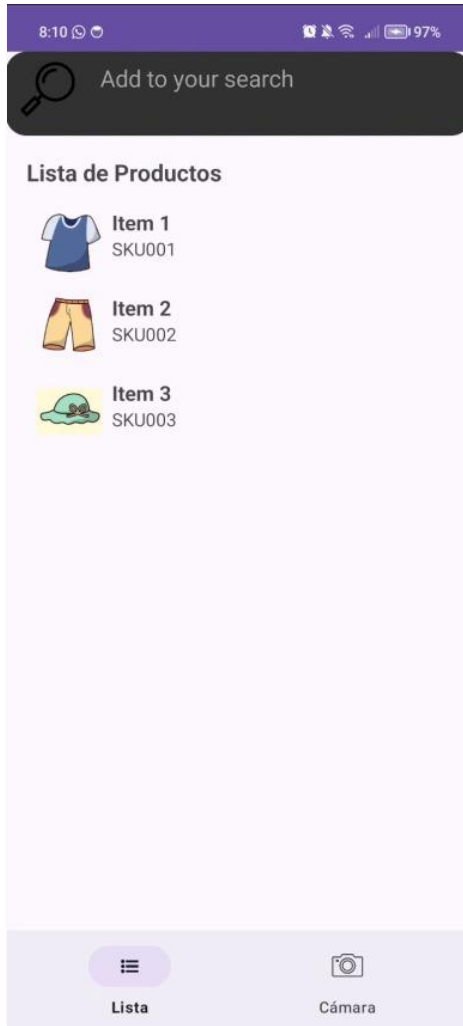 8:10 97%
Add to your search
Lista de Productos
Item 1
SKU001
Item 2
SKU002
Item 3
SKU003
Lista Cámara